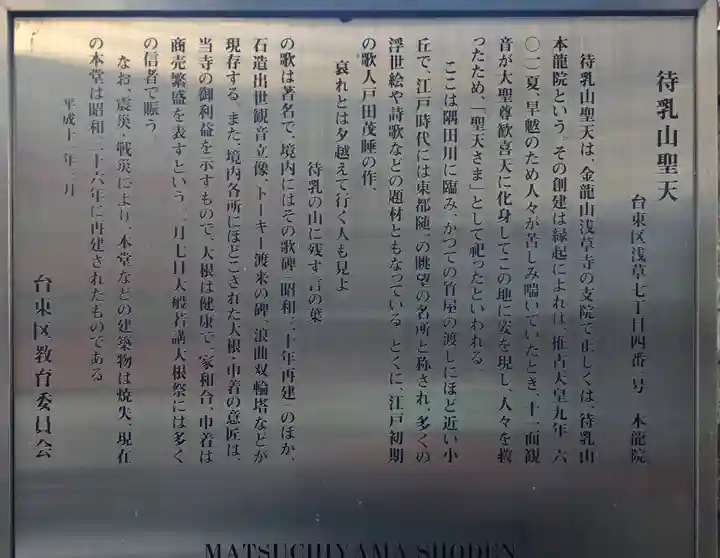 待乳山聖天
台東区浅草七丁目四番一号　本龍院
待乳山聖天は、金龍山浅草寺の支院で正しくは、待乳山
本龍院という。その創建は縁起によれば、推古天皇九年（六
〇一）夏、旱魃のため人々が苦しみ喘いでいたとき、十一面観
音が大聖尊歓喜天に化身してこの地に姿を現し、人々を救
ったため、「聖天さま」として祀ったといわれる。
ここは隅田川に臨み、かつての竹屋の渡しにほど近い小
丘で、江戸時代には東都随一の眺望の名所と称され、多くの
浮世絵や詩歌などの題材ともなっている。とくに、江戸初期
の歌人戸田茂睡の作、
哀れとは夕越えて行く人も見よ
待乳の山に残す言の葉
の歌は著名で、境内にはその歌碑（昭和三十年再建）のほか、
石造出世観音立像、トーキー渡来の碑、浪曲双輪塔などが
現存する。また、境内各所にほどこされた大根・巾着の意匠は、
当寺の御利益を示すもので、大根は健康で一家和合、巾着は
商売繁盛を表すという。一月七日大般若講大根祭には多く
の信者で賑う。
なお、震災・戦災により、本堂などの建築物は焼失、現在
の本堂は昭和三十六年に再建されたものである。
平成十一年三月
台東区教育委員会
MATSUCHIYAMA SHODEN